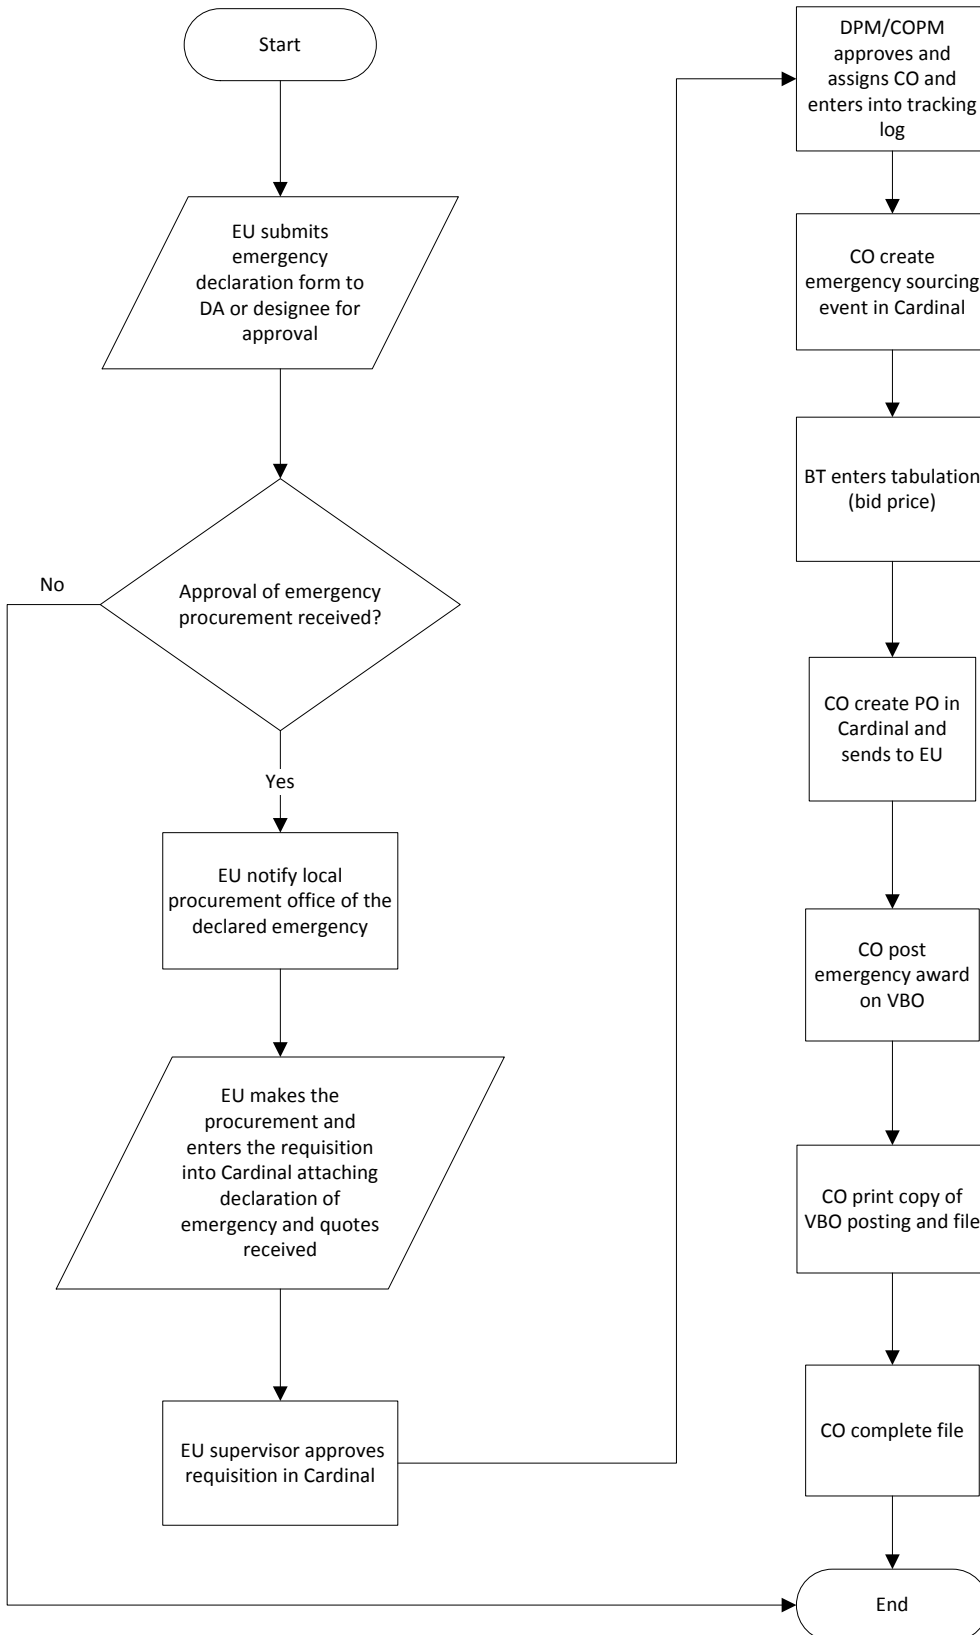 Start
EU submits
emergency
declaration form to
DA or designee for
approval
No
Approval of emergency
procurement received?
Yes
EU notify local
procurement office of the
declared emergency
EU makes the
procurement and
enters the requisition
into Cardinal attaching
declaration of
emergency and quotes
received
EU supervisor approves
requisition in Cardinal
DPM/COPM
approves and
assigns CO and
enters into tracking
log
CO create
emergency sourcing
event in Cardinal
BT enters tabulation
(bid price)
CO create PO in
Cardinal and
sends to EU
CO post
emergency award
on VBO
CO print copy of
VBO posting and file
CO complete file
End